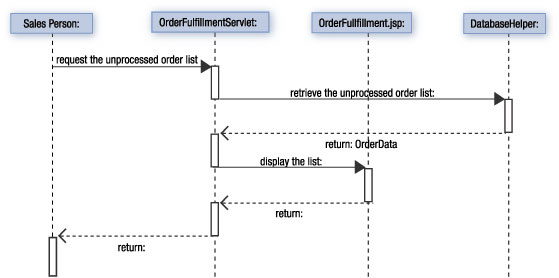 Sales Person:
OrderFulfillmentServlet:
OrderFullfillment.jsp:
DatabaseHelper:
request the unprocessed order list
retrieve the unprocessed order list:
return: OrderData
display the list:
return:
return: